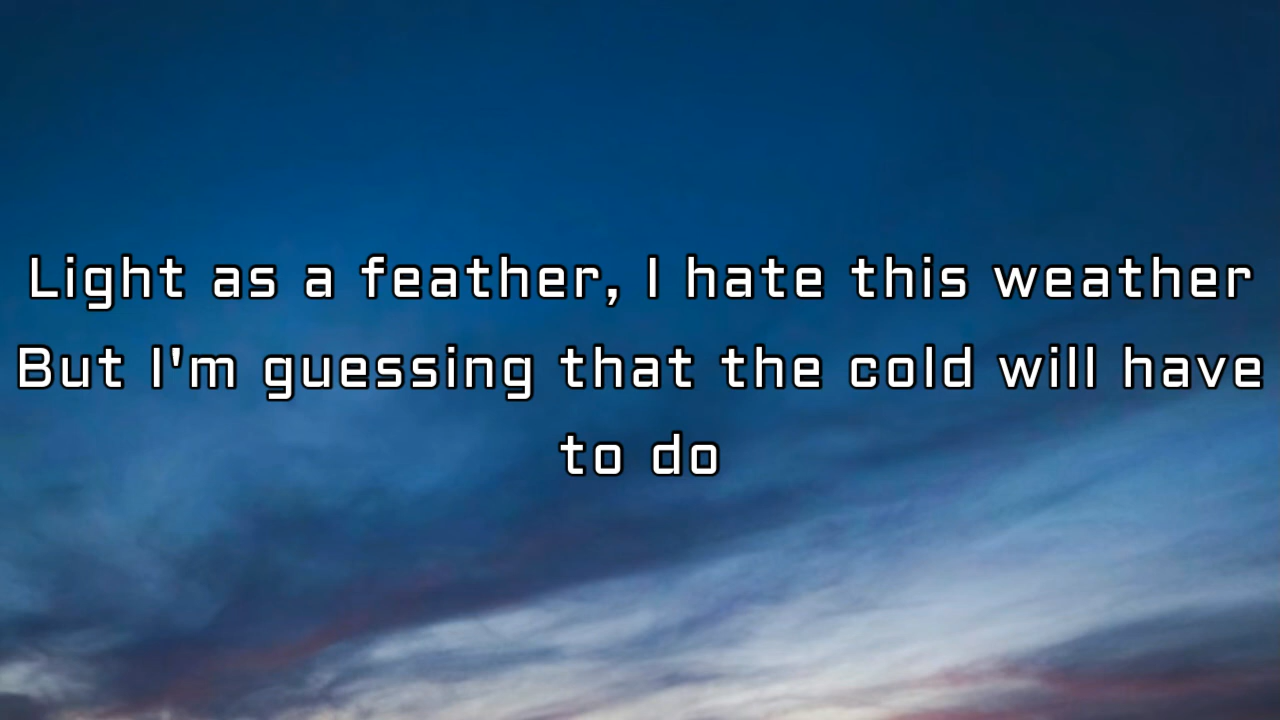 Light as a feather, I hate this weather
But I'm guessing that the cold will have
to do